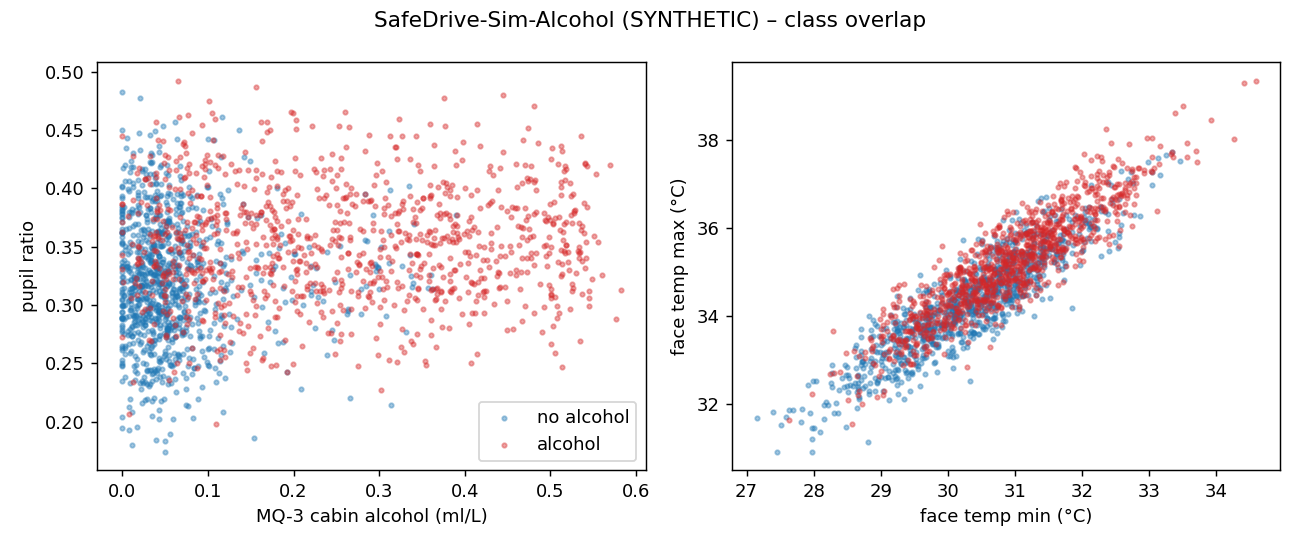 SafeDrive-Sim-Alcohol (SYNTHETIC) – class overlap
0.50
0.45
0.40
0.35
0.30
0.25
0.20
pupil ratio
0.0 0.1 0.2 0.3 0.4 0.5 0.6
MQ-3 cabin alcohol (ml/L)
no alcohol
alcohol
38
36
34
32
face temp max (°C)
27 28 29 30 31 32 33 34
face temp min (°C)